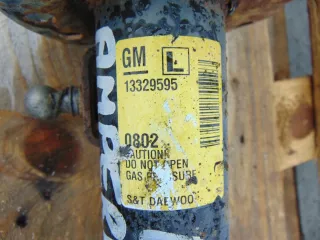 GM L
13329595
0802
CAUTION
DO NOT OPEN
GAS PRESSURE
S&T DAEWOO